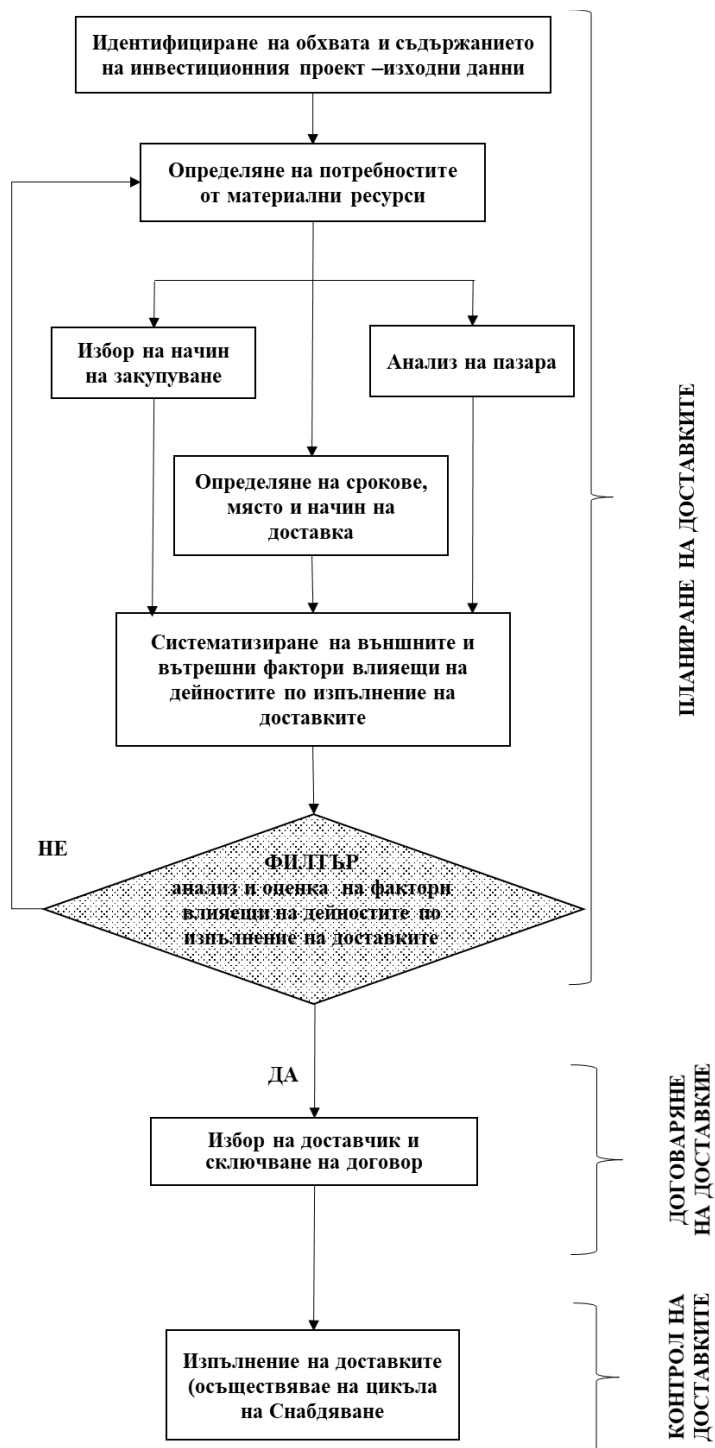 Идентифициране на обхвата и съдържанието
на инвестиционния проект –изходни данни
Определяне на потребностите
от материални ресурси
Избор на начин
на закупуване
Анализ на пазара
Определяне на срокове,
място и начин на
доставка
Систематизиране на външните и
вътрешни фактори влияещи на
дейностите по изпълнение на
доставките
НЕ
ФИЛТЪР
анализ и оценка на фактори
влияещи на дейностите по
изпълнение на доставките
ПЛАНИРАНЕ НА ДОСТАВКИТЕ
ДА
Избор на доставчик и
сключване на договор
ДОГОВАРЯНЕ
НА ДОСТАВКИЕ
Изпълнение на доставките
(осъществявае на цикъла
на Снабдяване
КОНТРОЛ НА
ДОСТАВКИТЕ